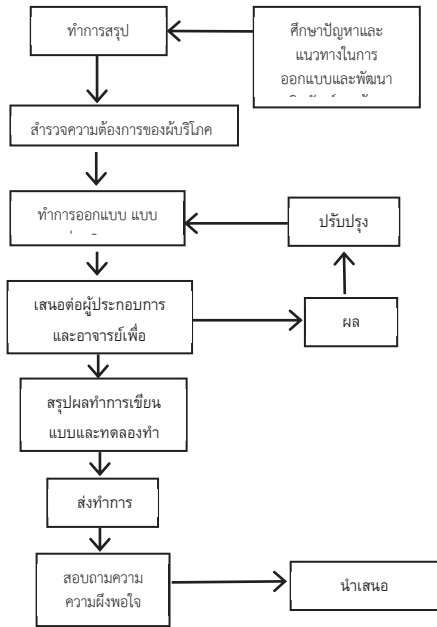 ทำการสรุป
ศึกษาปัญหาและ
แนวทางในการ
ออกแบบและพัฒนา
สำรวจความต้องการของผู้บริโภค
ทำการออกแบบ แบบ
ปรับปรุง
เสนอต่อผู้ประกอบการ
และอาจารย์เพื่อ
ผล
สรุปผลทำการเขียน
แบบและทดลองทำ
ส่งทำการ
สอบถามความ
ความผึงพอใจ
นำเสนอ